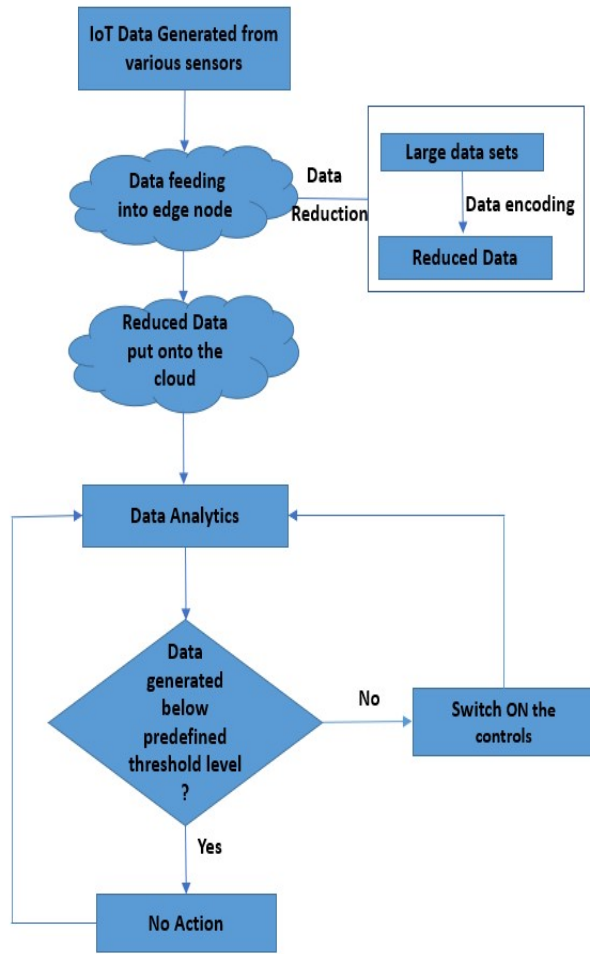 IoT Data Generated from
various sensors
Data feeding
into edge node
Data
Reduction
Large data sets
Data encoding
Reduced Data
Reduced Data
put onto the
cloud
Data Analytics
Data
generated
below
predefined
threshold level
?
No
Switch ON the
controls
Yes
No Action